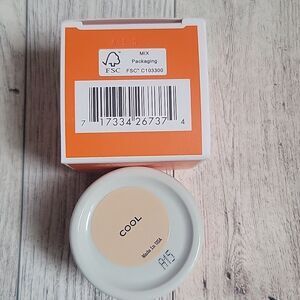 FSC
MIX
Packaging
FSC® C103300
7 17334 26737 4
COOL
Made in USA
A15